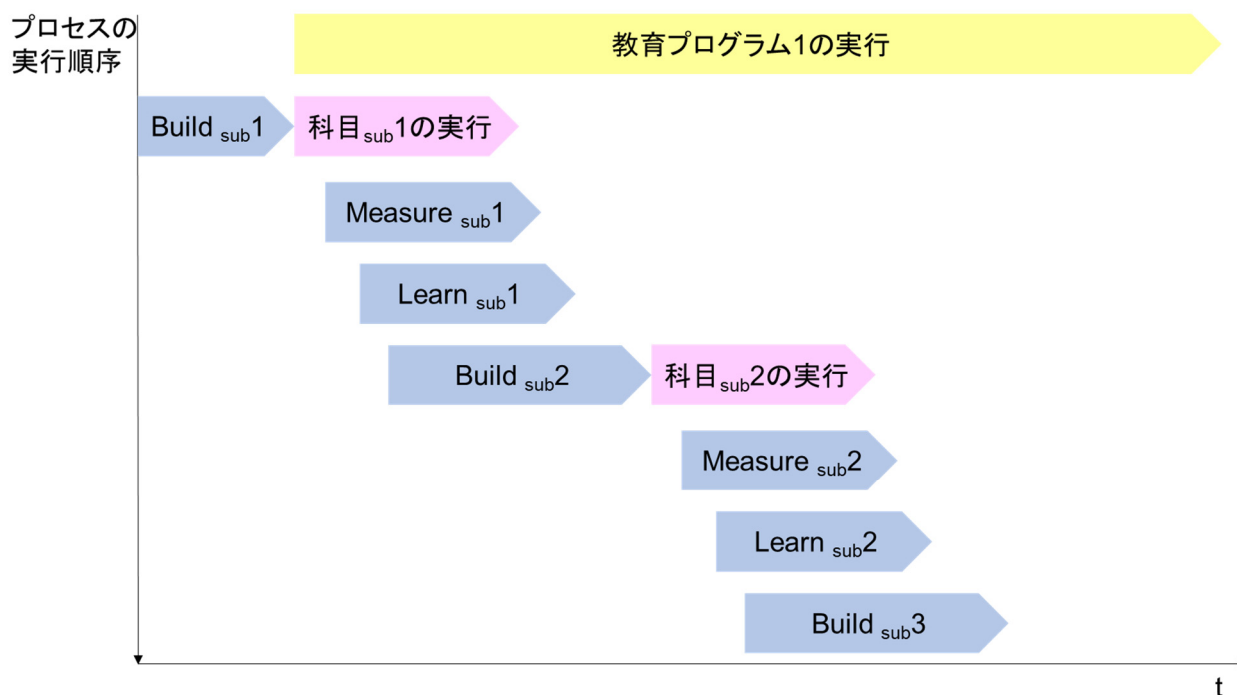 プロセスの
実行順序
教育プログラム1の実行
Build sub1
科目sub1の実行
Measure sub1
Learn sub1
Build sub2
科目sub2の実行
Measure sub2
Learn sub2
Build sub3
t